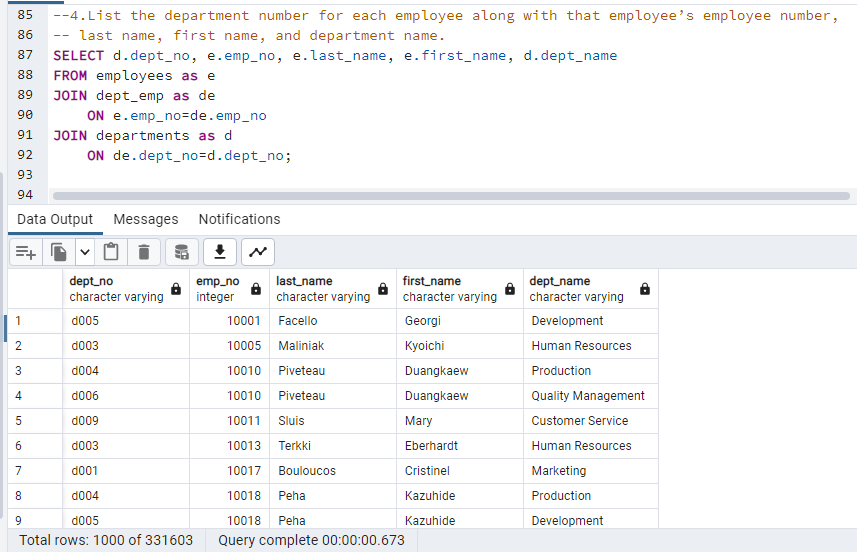 85 --4.List the department number for each employee along with that employee’s employee number,
86 -- last name, first name, and department name.
87 SELECT d.dept_no, e.emp_no, e.last_name, e.first_name, d.dept_name
88 FROM employees as e
89 JOIN dept_emp as de
90 ON e.emp_no=de.emp_no
91 JOIN departments as d
92 ON de.dept_no=d.dept_no;
93
94
Data Output Messages Notifications
dept_no emp_no last_name first_name dept_name
character varying integer character varying character varying character varying
1 d005 10001 Facello Georgi Development
2 d003 10005 Maliniak Kyoichi Human Resources
3 d004 10010 Piveteau Duangkaew Production
4 d006 10010 Piveteau Duangkaew Quality Management
5 d009 10011 Sluis Mary Customer Service
6 d003 10013 Terkki Eberhardt Human Resources
7 d001 10017 Bouloucos Cristinel Marketing
8 d004 10018 Peha Kazuhide Production
9 d005 10018 Peha Kazuhide Development
Total rows: 1000 of 331603 Query complete 00:00:00.673